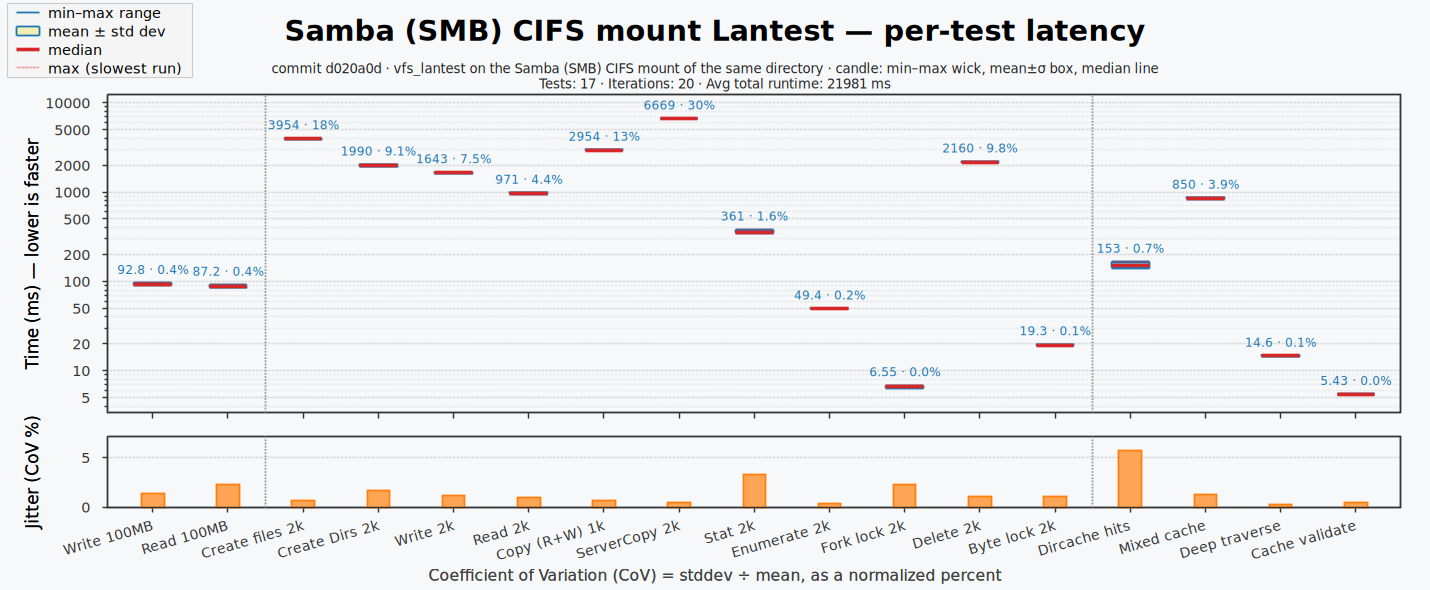 min–max range
mean ± std dev
median
max (slowest run)
Samba (SMB) CIFS mount Lantest — per-test latency
commit d020a0d · vfs_lantest on the Samba (SMB) CIFS mount of the same directory · candle: min–max wick, mean±σ box, median line
Tests: 17 · Iterations: 20 · Avg total runtime: 21981 ms
Time (ms) — lower is faster
10000
5000
2000
1000
500
200
100
50
20
10
5
92.8 · 0.4%
87.2 · 0.4%
3954 · 18%
1990 · 9.1%
1643 · 7.5%
971 · 4.4%
2954 · 13%
6669 · 30%
361 · 1.6%
49.4 · 0.2%
6.55 · 0.0%
2160 · 9.8%
19.3 · 0.1%
153 · 0.7%
850 · 3.9%
14.6 · 0.1%
5.43 · 0.0%
Jitter (CoV %)
5
0
Write 100MB
Read 100MB
Create files 2k
Create Dirs 2k
Write 2k
Read 2k
Copy (R+W) 1k
ServerCopy 2k
Stat 2k
Enumerate 2k
Fork lock 2k
Delete 2k
Byte lock 2k
Dircache hits
Mixed cache
Deep traverse
Cache validate
Coefficient of Variation (CoV) = stddev ÷ mean, as a normalized percent